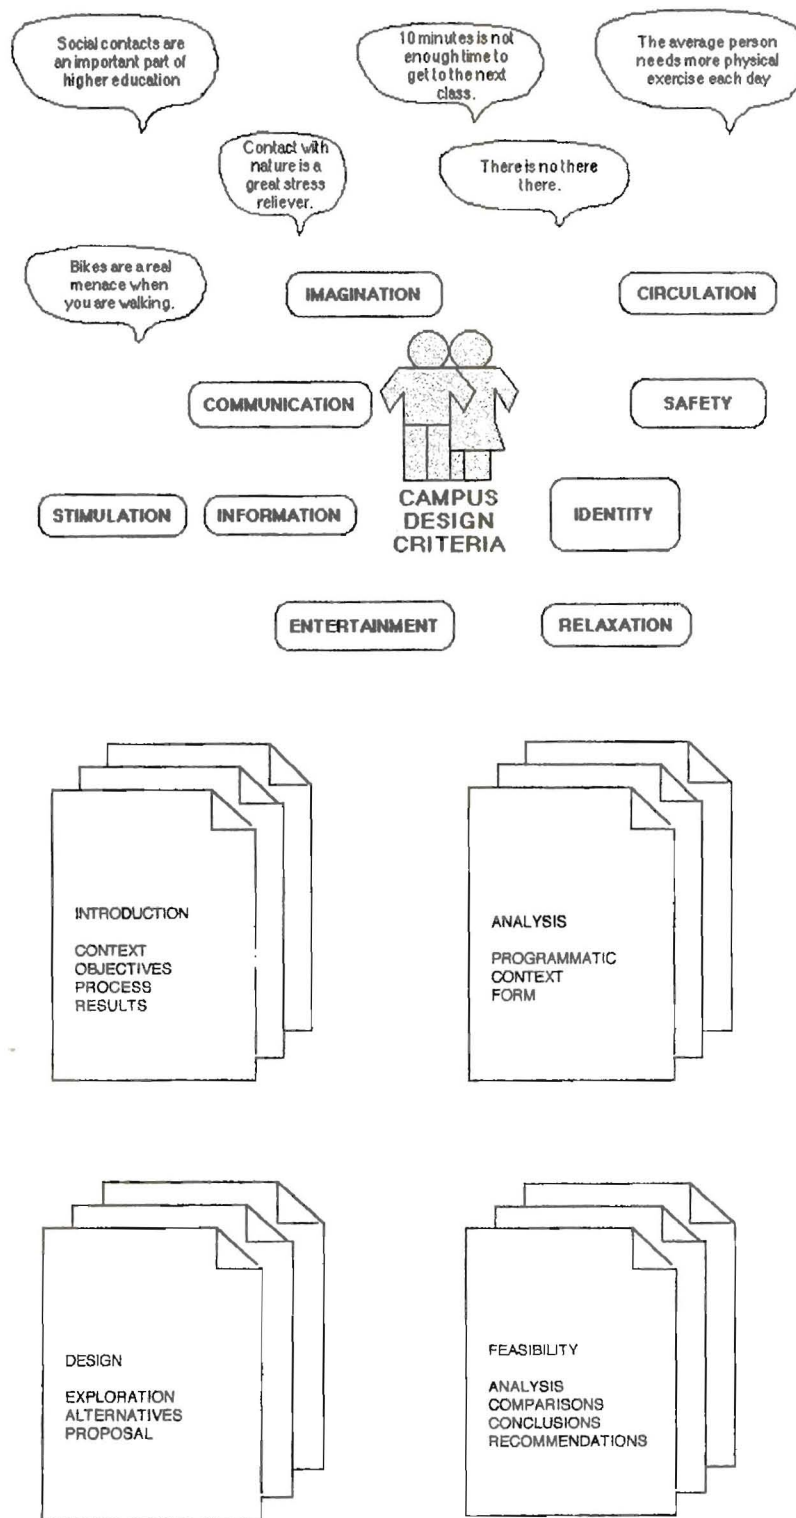 Social contacts are
an important part of
higher education
10 minutes is not
enough time to
get to the next
class.
The average person
needs more physical
exercise each day
Contact with
nature is a
great stress
reliever.
There is no there
there.
Bikes are a real
menace when
you are walking.
IMAGINATION
CIRCULATION
COMMUNICATION
SAFETY
STIMULATION
INFORMATION
CAMPUS
DESIGN
CRITERIA
IDENTITY
ENTERTAINMENT
RELAXATION
INTRODUCTION
CONTEXT
OBJECTIVES
PROCESS
RESULTS
ANALYSIS
PROGRAMMATIC
CONTEXT
FORM
DESIGN
EXPLORATION
ALTERNATIVES
PROPOSAL
FEASIBILITY
ANALYSIS
COMPARISONS
CONCLUSIONS
RECOMMENDATIONS